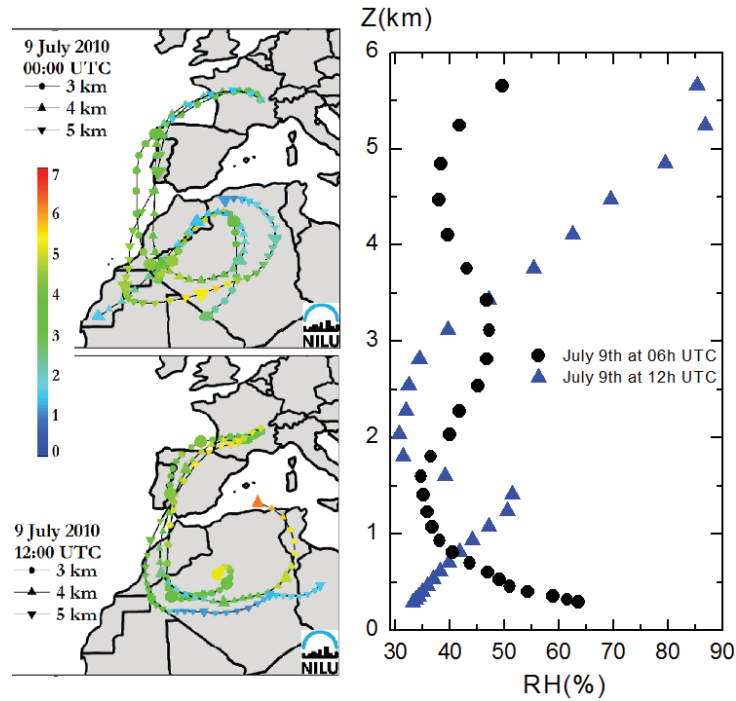 9 July 2010
00:00 UTC
3 km
4 km
5 km
7
6
5
4
3
2
1
0
NILU
9 July 2010
12:00 UTC
3 km
4 km
5 km
NILU
Z(km)
6
5
4
3
2
1
0
July 9th at 06h UTC
July 9th at 12h UTC
30 40 50 60 70 80 90
RH(%)